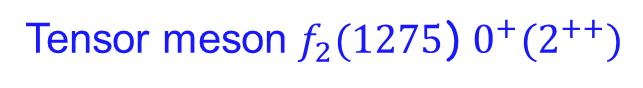 Tensor meson f₂(1275) 0⁺(2⁺⁺)